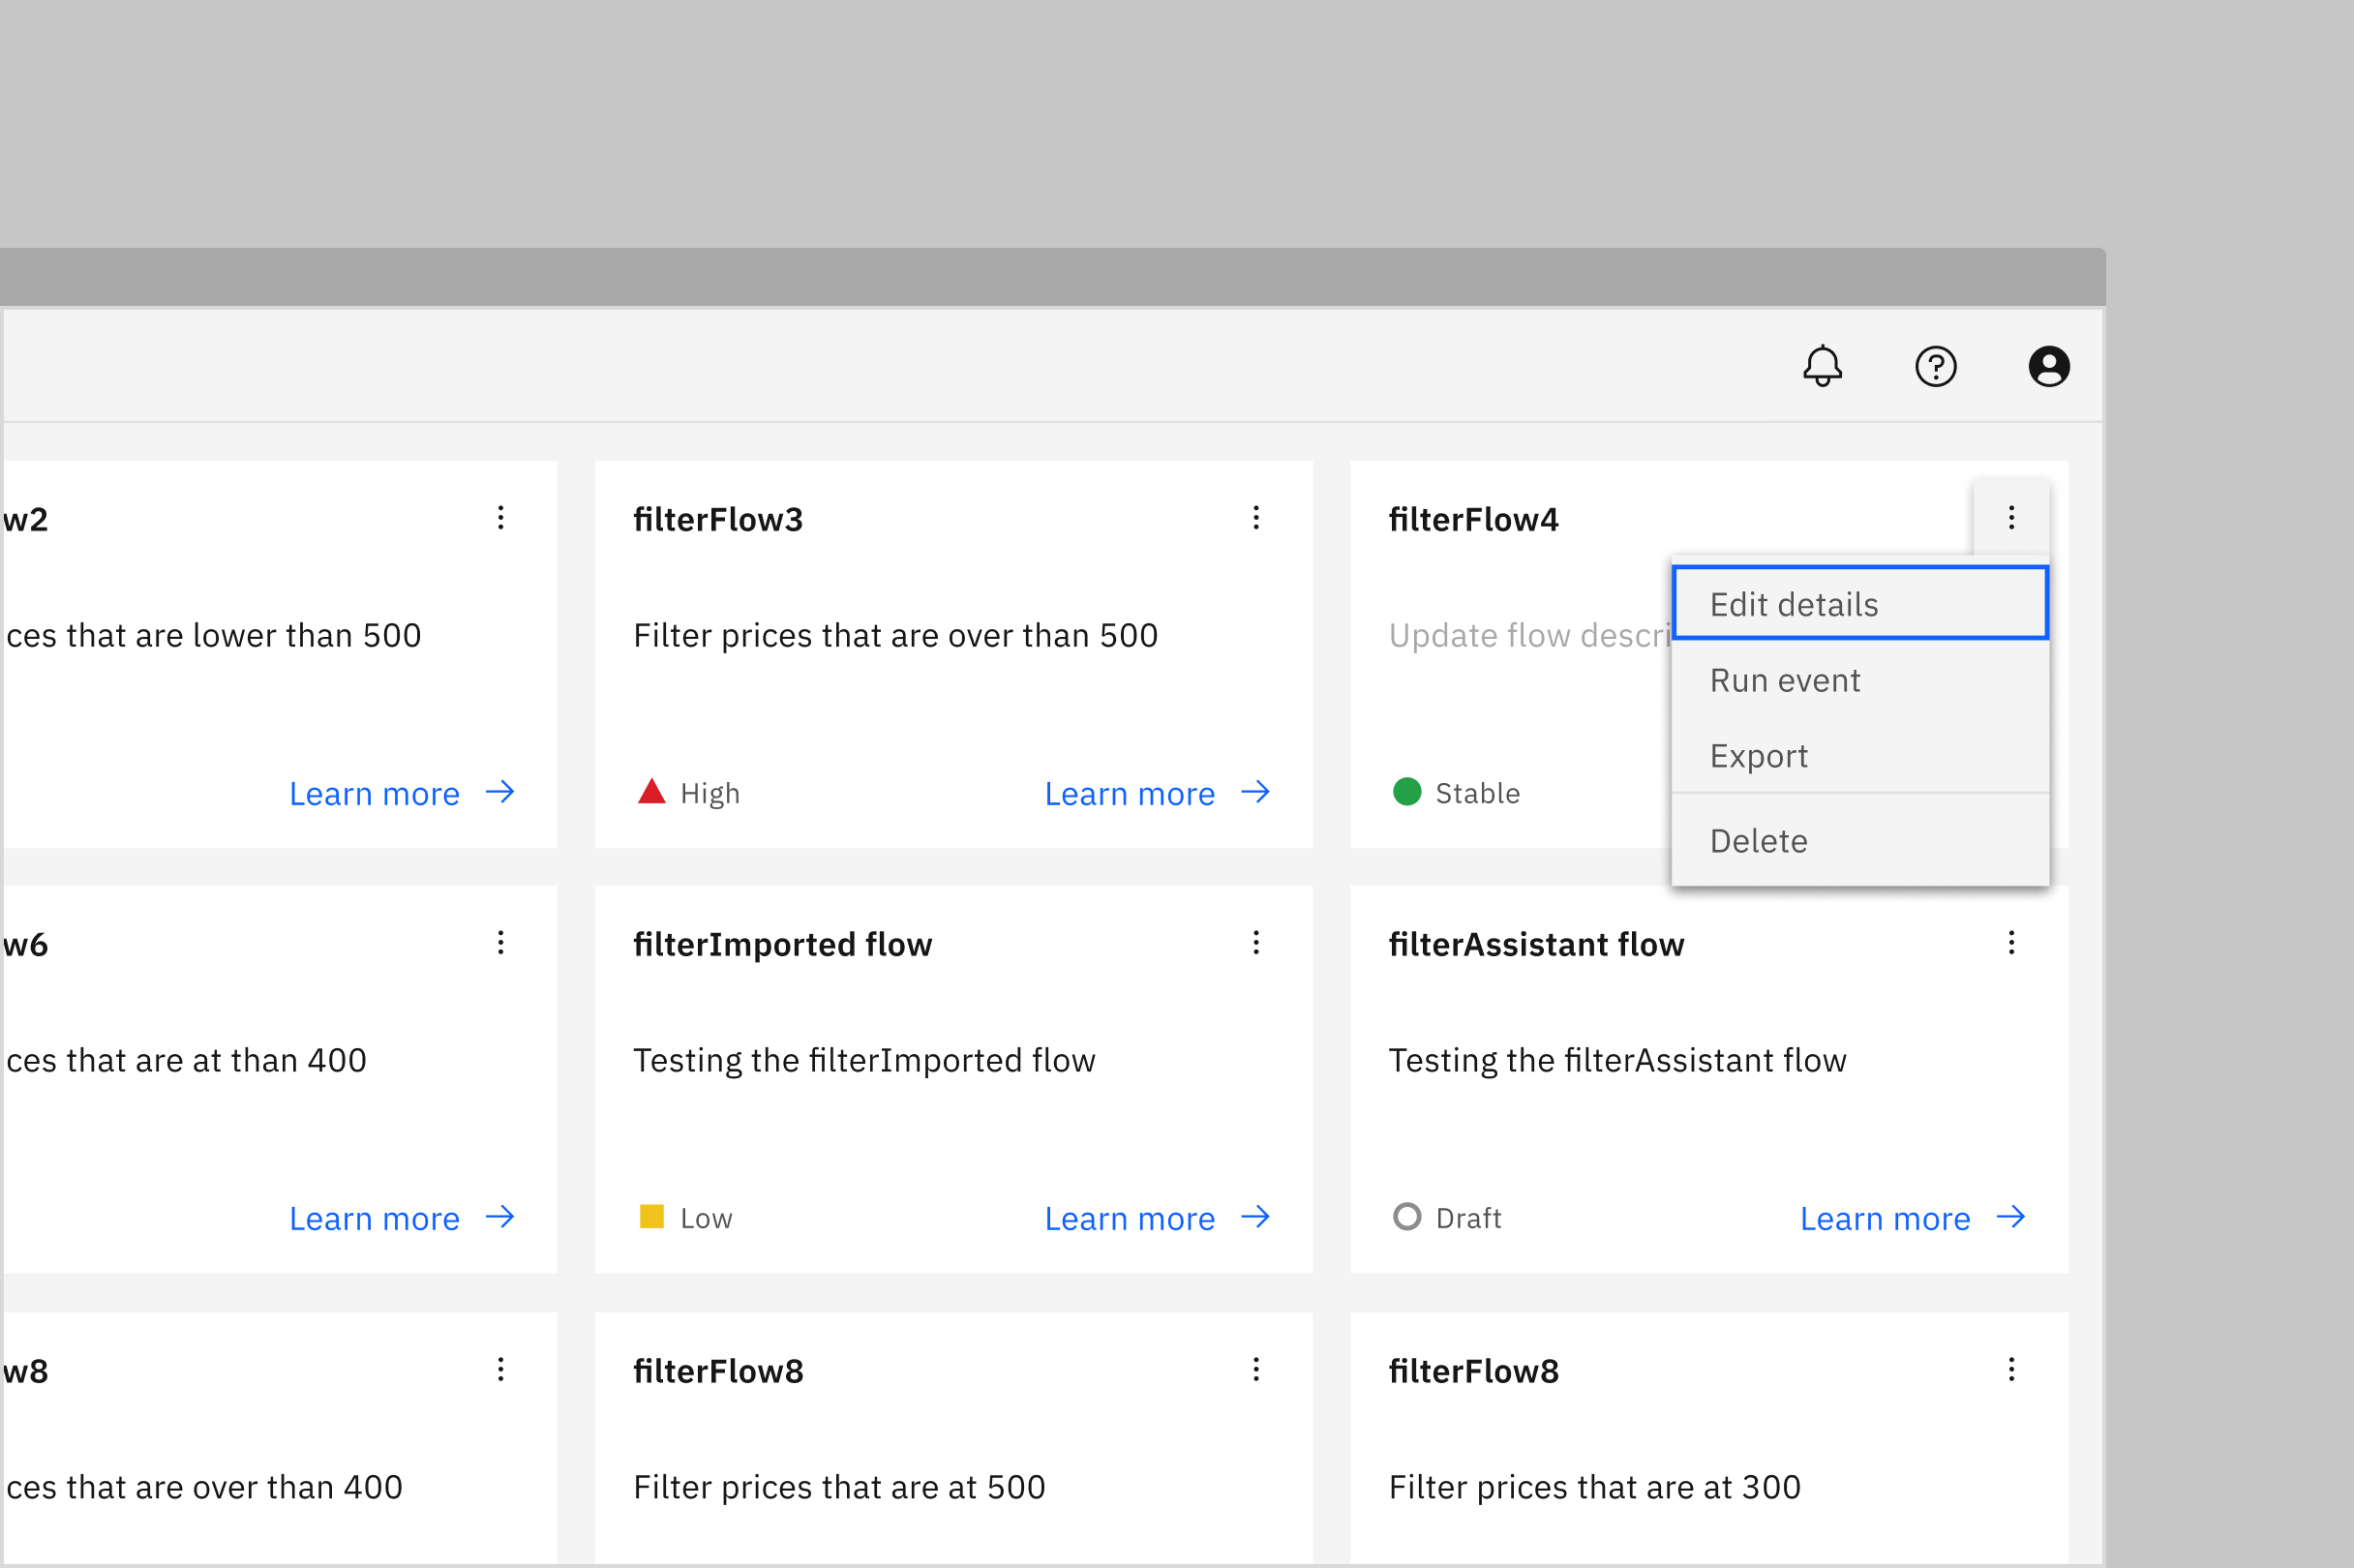 w2
filterFlow3
filterFlow4
Edit details
ces that are lower than 500
Filter prices that are over than 500
Update flow descri
Run event
Export
Learn more
High
Learn more
Stable
Delete
w6
filterImported flow
filterAssistant flow
ces that are at than 400
Testing the filterImported flow
Testing the filterAssistant flow
Learn more
Low
Learn more
Draft
Learn more
w8
filterFlow8
filterFlow8
ces that are over than 400
Filter prices that are at 500
Filter prices that are at 300